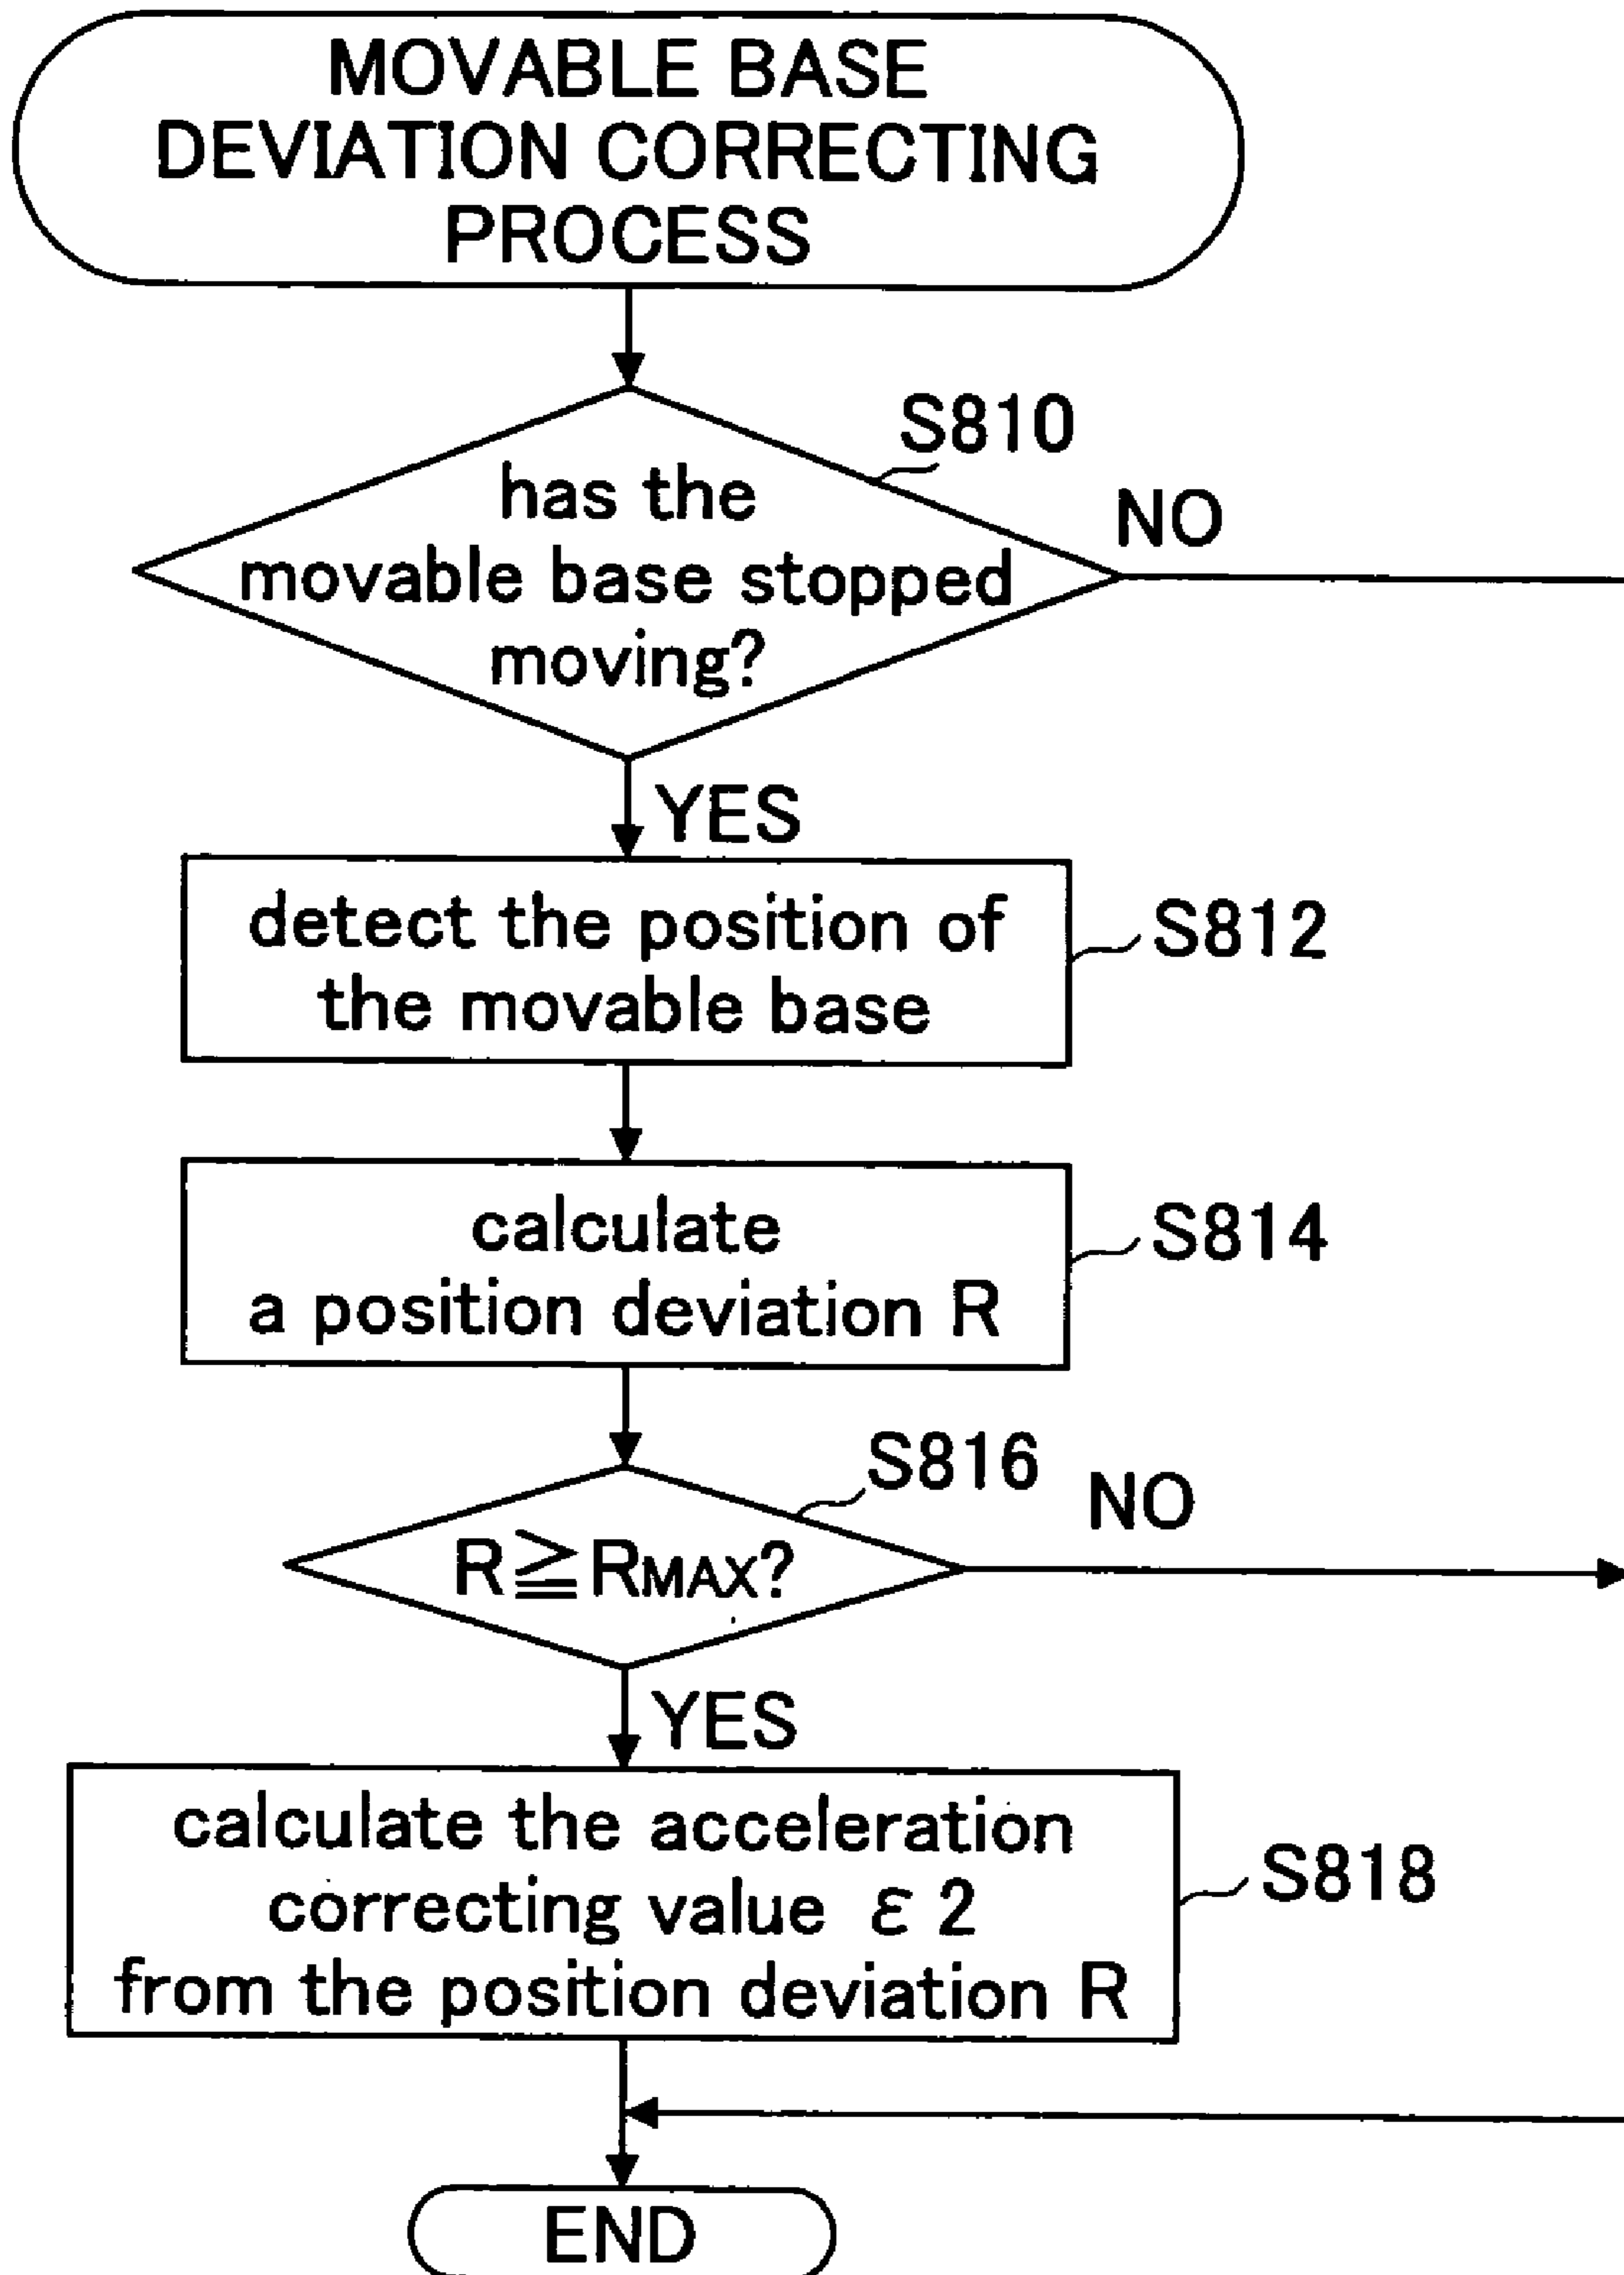 MOVABLE BASE
DEVIATION CORRECTING
PROCESS
S810
has the
movable base stopped
moving?
NO
YES
detect the position of
the movable base
S812
calculate
a position deviation R
S814
S816
NO
R≧RMAX?
YES
calculate the acceleration
correcting value ε2
from the position deviation R
S818
END